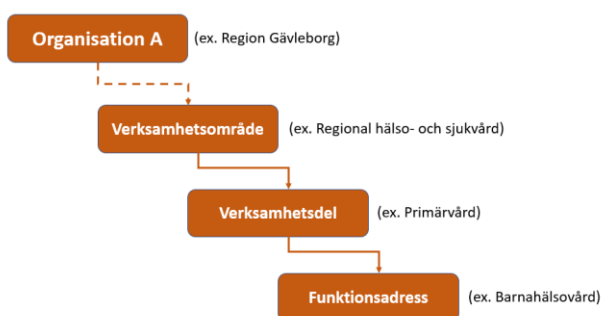 Organisation A (ex. Region Gävleborg)
Verksamhetsområde (ex. Regional hälso- och sjukvård)
Verksamhetsdel (ex. Primärvård)
Funktionsadress (ex. Barnahälsovård)